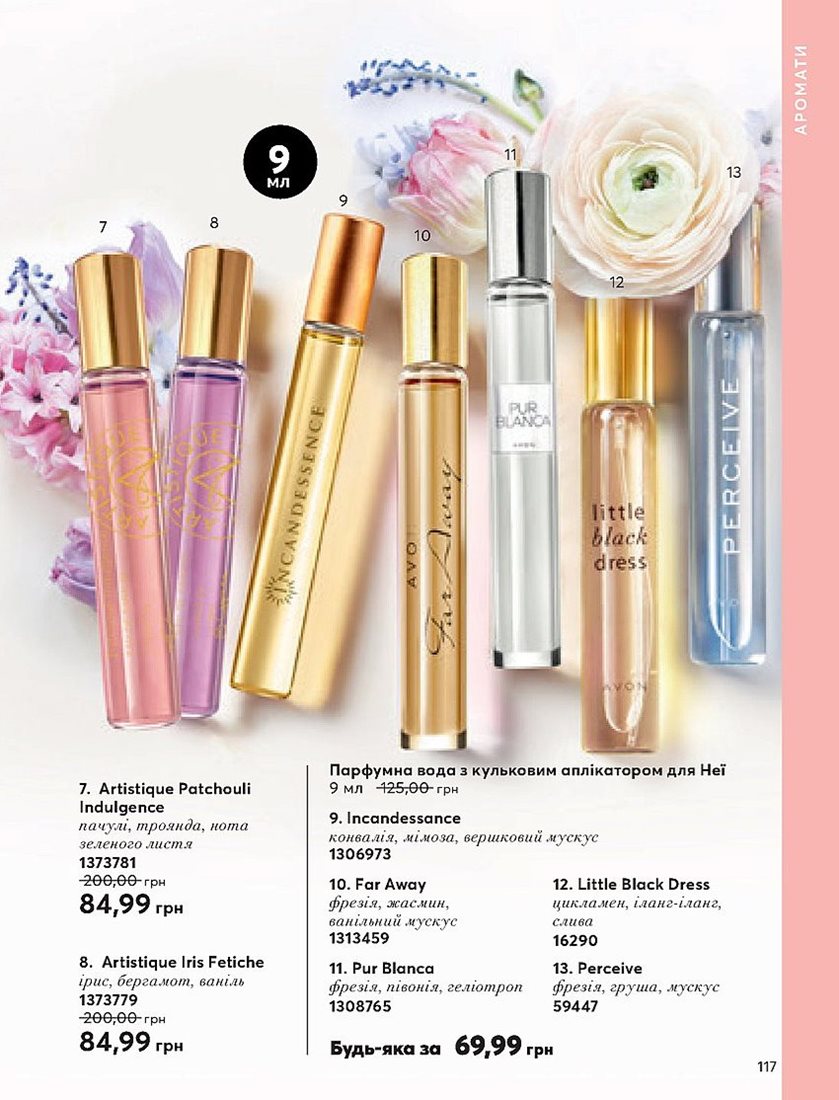 АРОМАТИ
9
МЛ
7
8
9
10
11
12
13
ARTISTIQUE
ARTISTIQUE
INCANDESSENCE
AVO
Far Away
PUR
BLANCA
AVON
little
black
dress
AVON
PERCEIVE
7. Artistique Patchouli
Indulgence
пачулі, троянда, нота
зеленого листя
1373781
200,00 грн
84,99 грн
8. Artistique Iris Fetiche
ірис, бергамот, ваніль
1373779
200,00 грн
84,99 грн
Парфумна вода з кульковим аплікатором для Неї
9 мл 125,00 грн
9. Incandessance
конвалія, мімоза, вершковий мускус
1306973
10. Far Away
фрезія, жасмин,
ванільний мускус
1313459
11. Pur Blanca
фрезія, півонія, геліотроп
1308765
12. Little Black Dress
цикламен, іланг-іланг,
слива
16290
13. Perceive
фрезія, груша, мускус
59447
Будь-яка за 69,99 грн
117